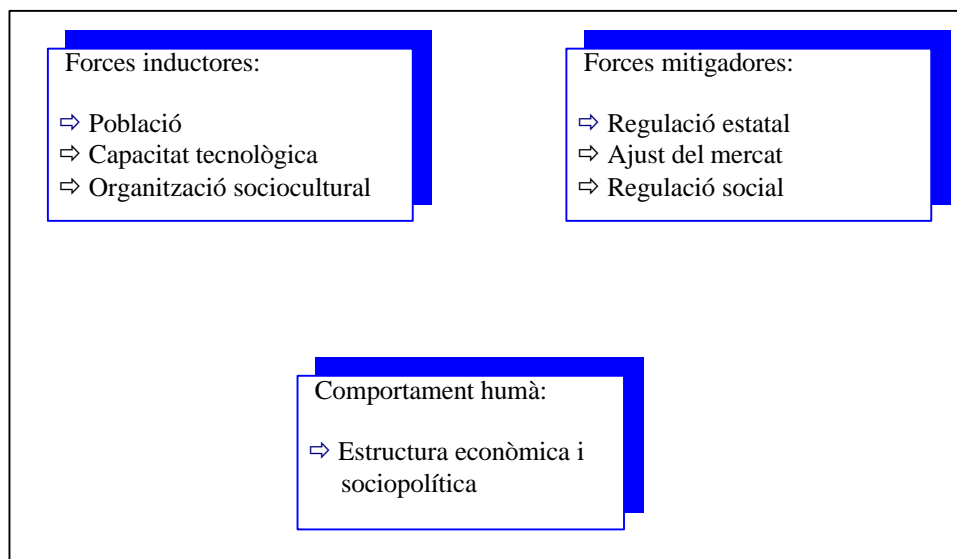 Forces inductores:
⇨ Població
⇨ Capacitat tecnològica
⇨ Organització sociocultural
Forces mitigadores:
⇨ Regulació estatal
⇨ Ajust del mercat
⇨ Regulació social
Comportament humà:
⇨ Estructura econòmica i
sociopolítica